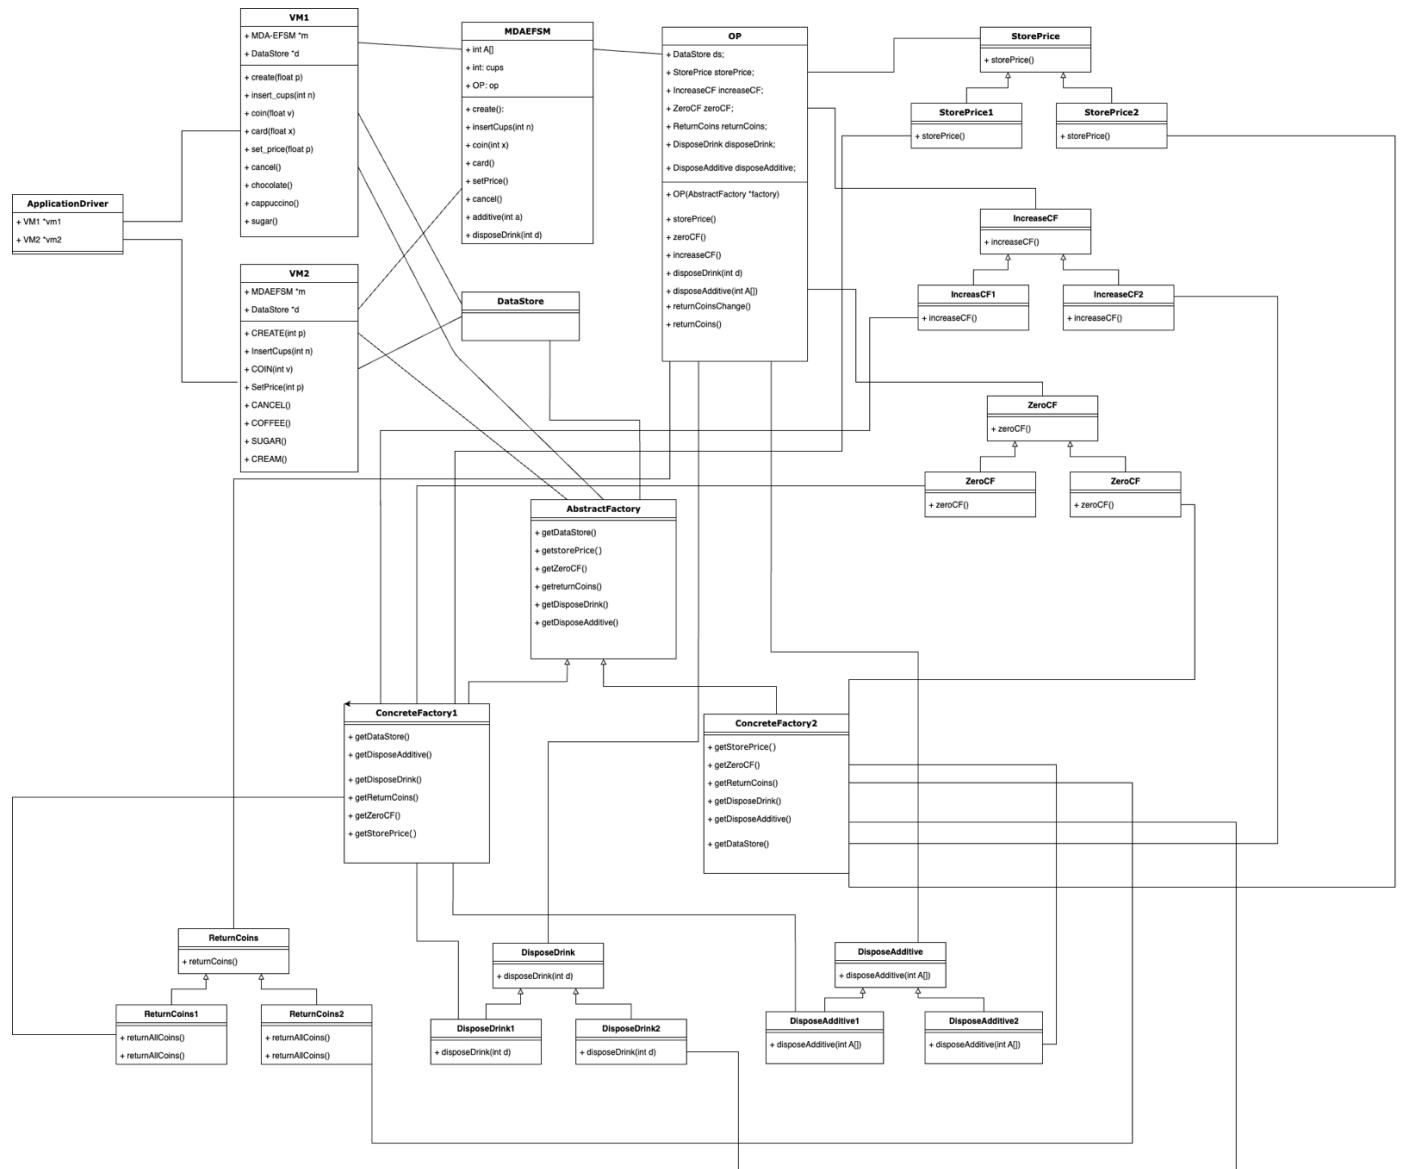 VM1
+ MDA-EFSM *m
+ DataStore *d
+ create(float p)
+ insert_cups(int n)
+ coin(float v)
+ card(float x)
+ set_price(float p)
+ cancel()
+ chocolate()
+ cappuccino()
+ sugar()
MDAEFSM
+ int A[]
+ int: cups
+ OP: op
+ create():
+ insertCups(int n)
+ coin(int x)
+ card()
+ setPrice()
+ cancel()
+ additive(int a)
+ disposeDrink(int d)
OP
+ DataStore ds;
+ StorePrice storePrice;
+ IncreaseCF increaseCF;
+ ZeroCF zeroCF;
+ ReturnCoins returnCoins;
+ DisposeDrink disposeDrink;
+ DisposeAdditive disposeAdditive;
+ OP(AbstractFactory *factory)
+ storePrice()
+ zeroCF()
+ increaseCF()
+ disposeDrink(int d)
+ disposeAdditive(int A[])
+ returnCoinsChange()
+ returnCoins()
StorePrice
+ storePrice()
StorePrice1
+ storePrice()
StorePrice2
+ storePrice()
ApplicationDriver
+ VM1 *vm1
+ VM2 *vm2
IncreaseCF
+ increaseCF()
IncreasCF1
+ increaseCF()
IncreaseCF2
+ increaseCF()
VM2
+ MDAEFSM *m
+ DataStore *d
+ CREATE(int p)
+ InsertCups(int n)
+ COIN(int v)
+ SetPrice(int p)
+ CANCEL()
+ COFFEE()
+ SUGAR()
+ CREAM()
DataStore
ZeroCF
+ zeroCF()
ZeroCF
+ zeroCF()
ZeroCF
+ zeroCF()
AbstractFactory
+ getDataStore()
+ getstorePrice()
+ getZeroCF()
+ getreturnCoins()
+ getDisposeDrink()
+ getDisposeAdditive()
ConcreteFactory1
+ getDataStore()
+ getDisposeAdditive()
+ getDisposeDrink()
+ getReturnCoins()
+ getZeroCF()
+ getStorePrice()
ConcreteFactory2
+ getStorePrice()
+ getZeroCF()
+ getReturnCoins()
+ getDisposeDrink()
+ getDisposeAdditive()
+ getDataStore()
ReturnCoins
+ returnCoins()
ReturnCoins1
+ returnAllCoins()
+ returnAllCoins()
ReturnCoins2
+ returnAllCoins()
+ returnAllCoins()
DisposeDrink
+ disposeDrink(int d)
DisposeDrink1
+ disposeDrink(int d)
DisposeDrink2
+ disposeDrink(int d)
DisposeAdditive
+ disposeAdditive(int A[])
DisposeAdditive1
+ disposeAdditive(int A[])
DisposeAdditive2
+ disposeAdditive(int A[])